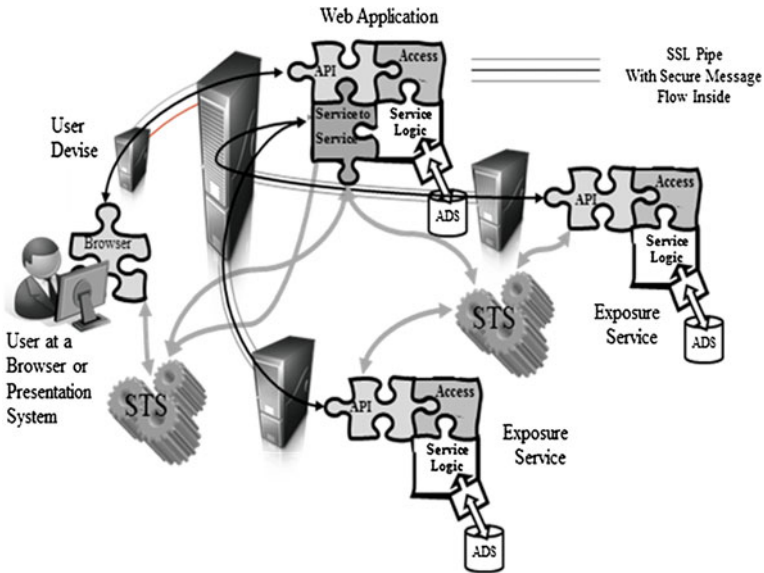 Web Application
API
Access
Service to
Service
Service
Logic
ADS
SSL Pipe
With Secure Message
Flow Inside
User
Devise
Browser
User at a
Browser or
Presentation
System
STS
STS
API
Access
Service
Logic
Exposure
Service
ADS
API
Access
Service
Logic
Exposure
Service
ADS